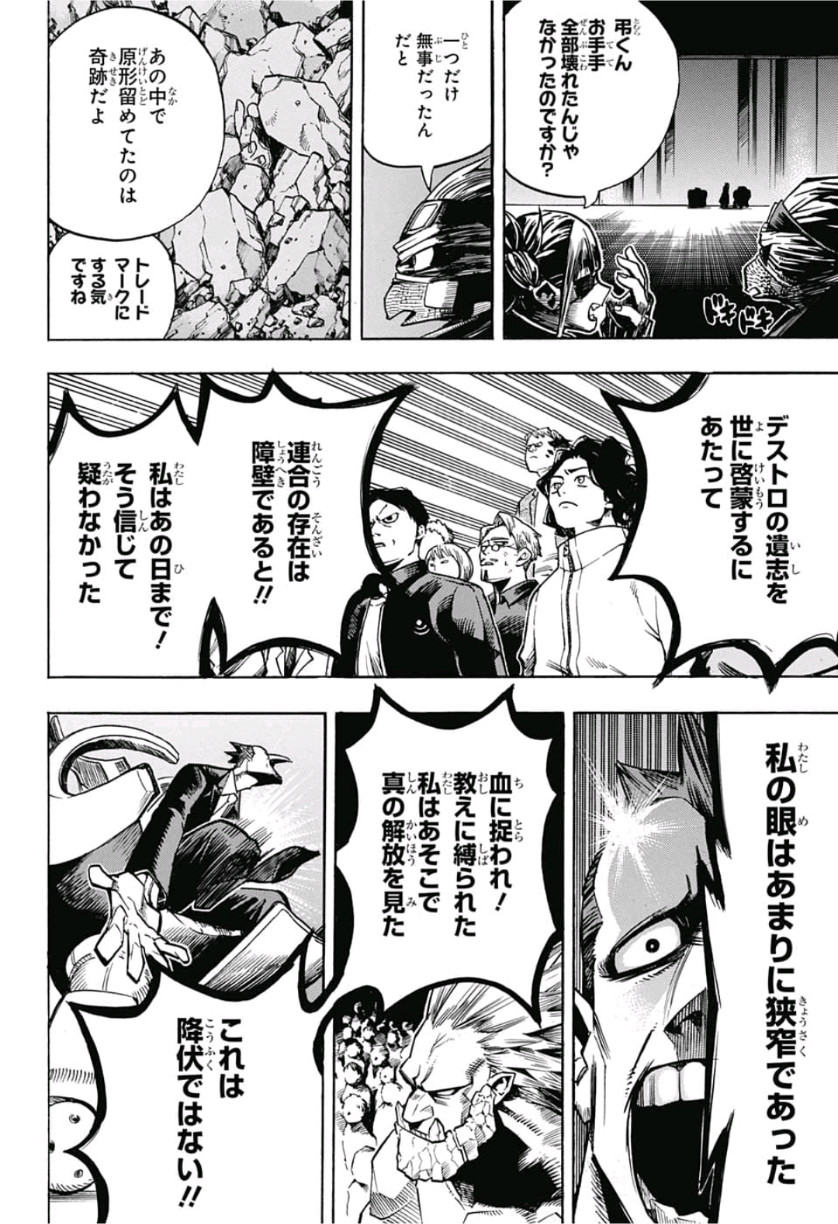 弔くん
お手手
全部壊れたんじゃ
なかったのですか？
ドキドキ
一つだけ
無事だったん
だと
あの中で
原形留めてたのは
奇跡だよ
トレード
マークに
する気
ですね
デストロの遺志を
世に啓蒙するに
あたって
連合の存在は
障壁であると!!
私はあの日まで！
そう信じて
疑わなかった
私の眼はあまりに狭窄であった
血に捉われ！
教えに縛られた
私はあそこで
真の解放を見た
これは
降伏ではない!!